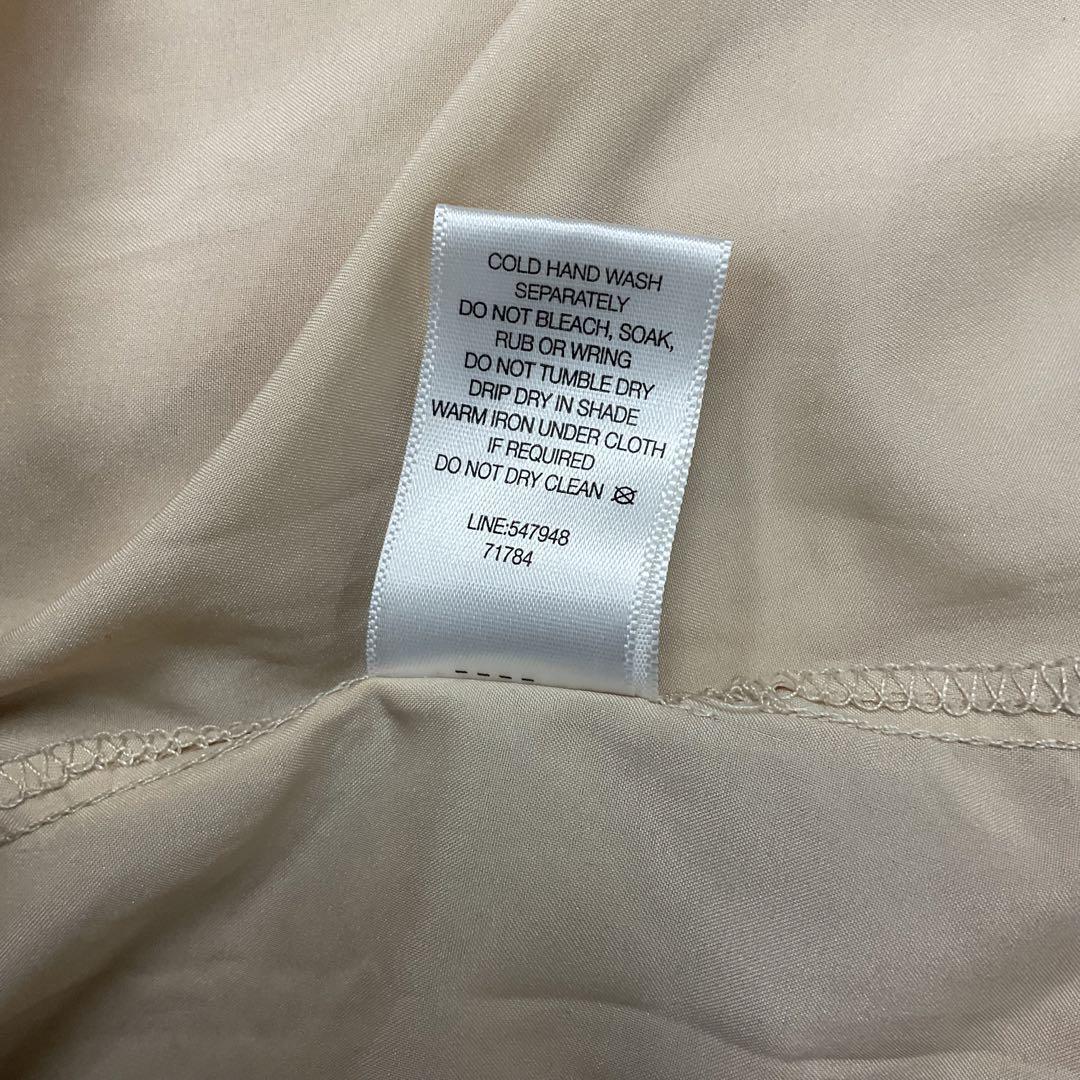 COLD HAND WASH
SEPARATELY
DO NOT BLEACH, SOAK,
RUB OR WRING
DO NOT TUMBLE DRY
DRIP DRY IN SHADE
WARM IRON UNDER CLOTH
IF REQUIRED
DO NOT DRY CLEAN
LINE:547948
71784